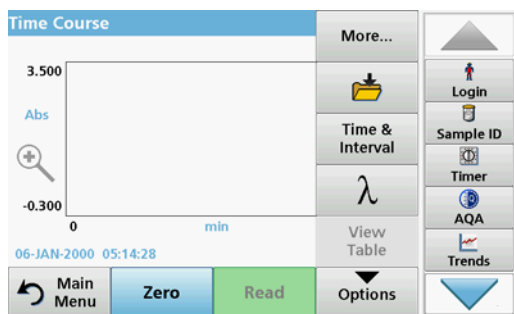 Time Course
More...
3.500
Abs
-0.300
0
min
06-JAN-2000 05:14:28
Time &
Interval
λ
View
Table
Main
Menu
Zero
Read
Options
Login
Sample ID
Timer
AQA
Trends